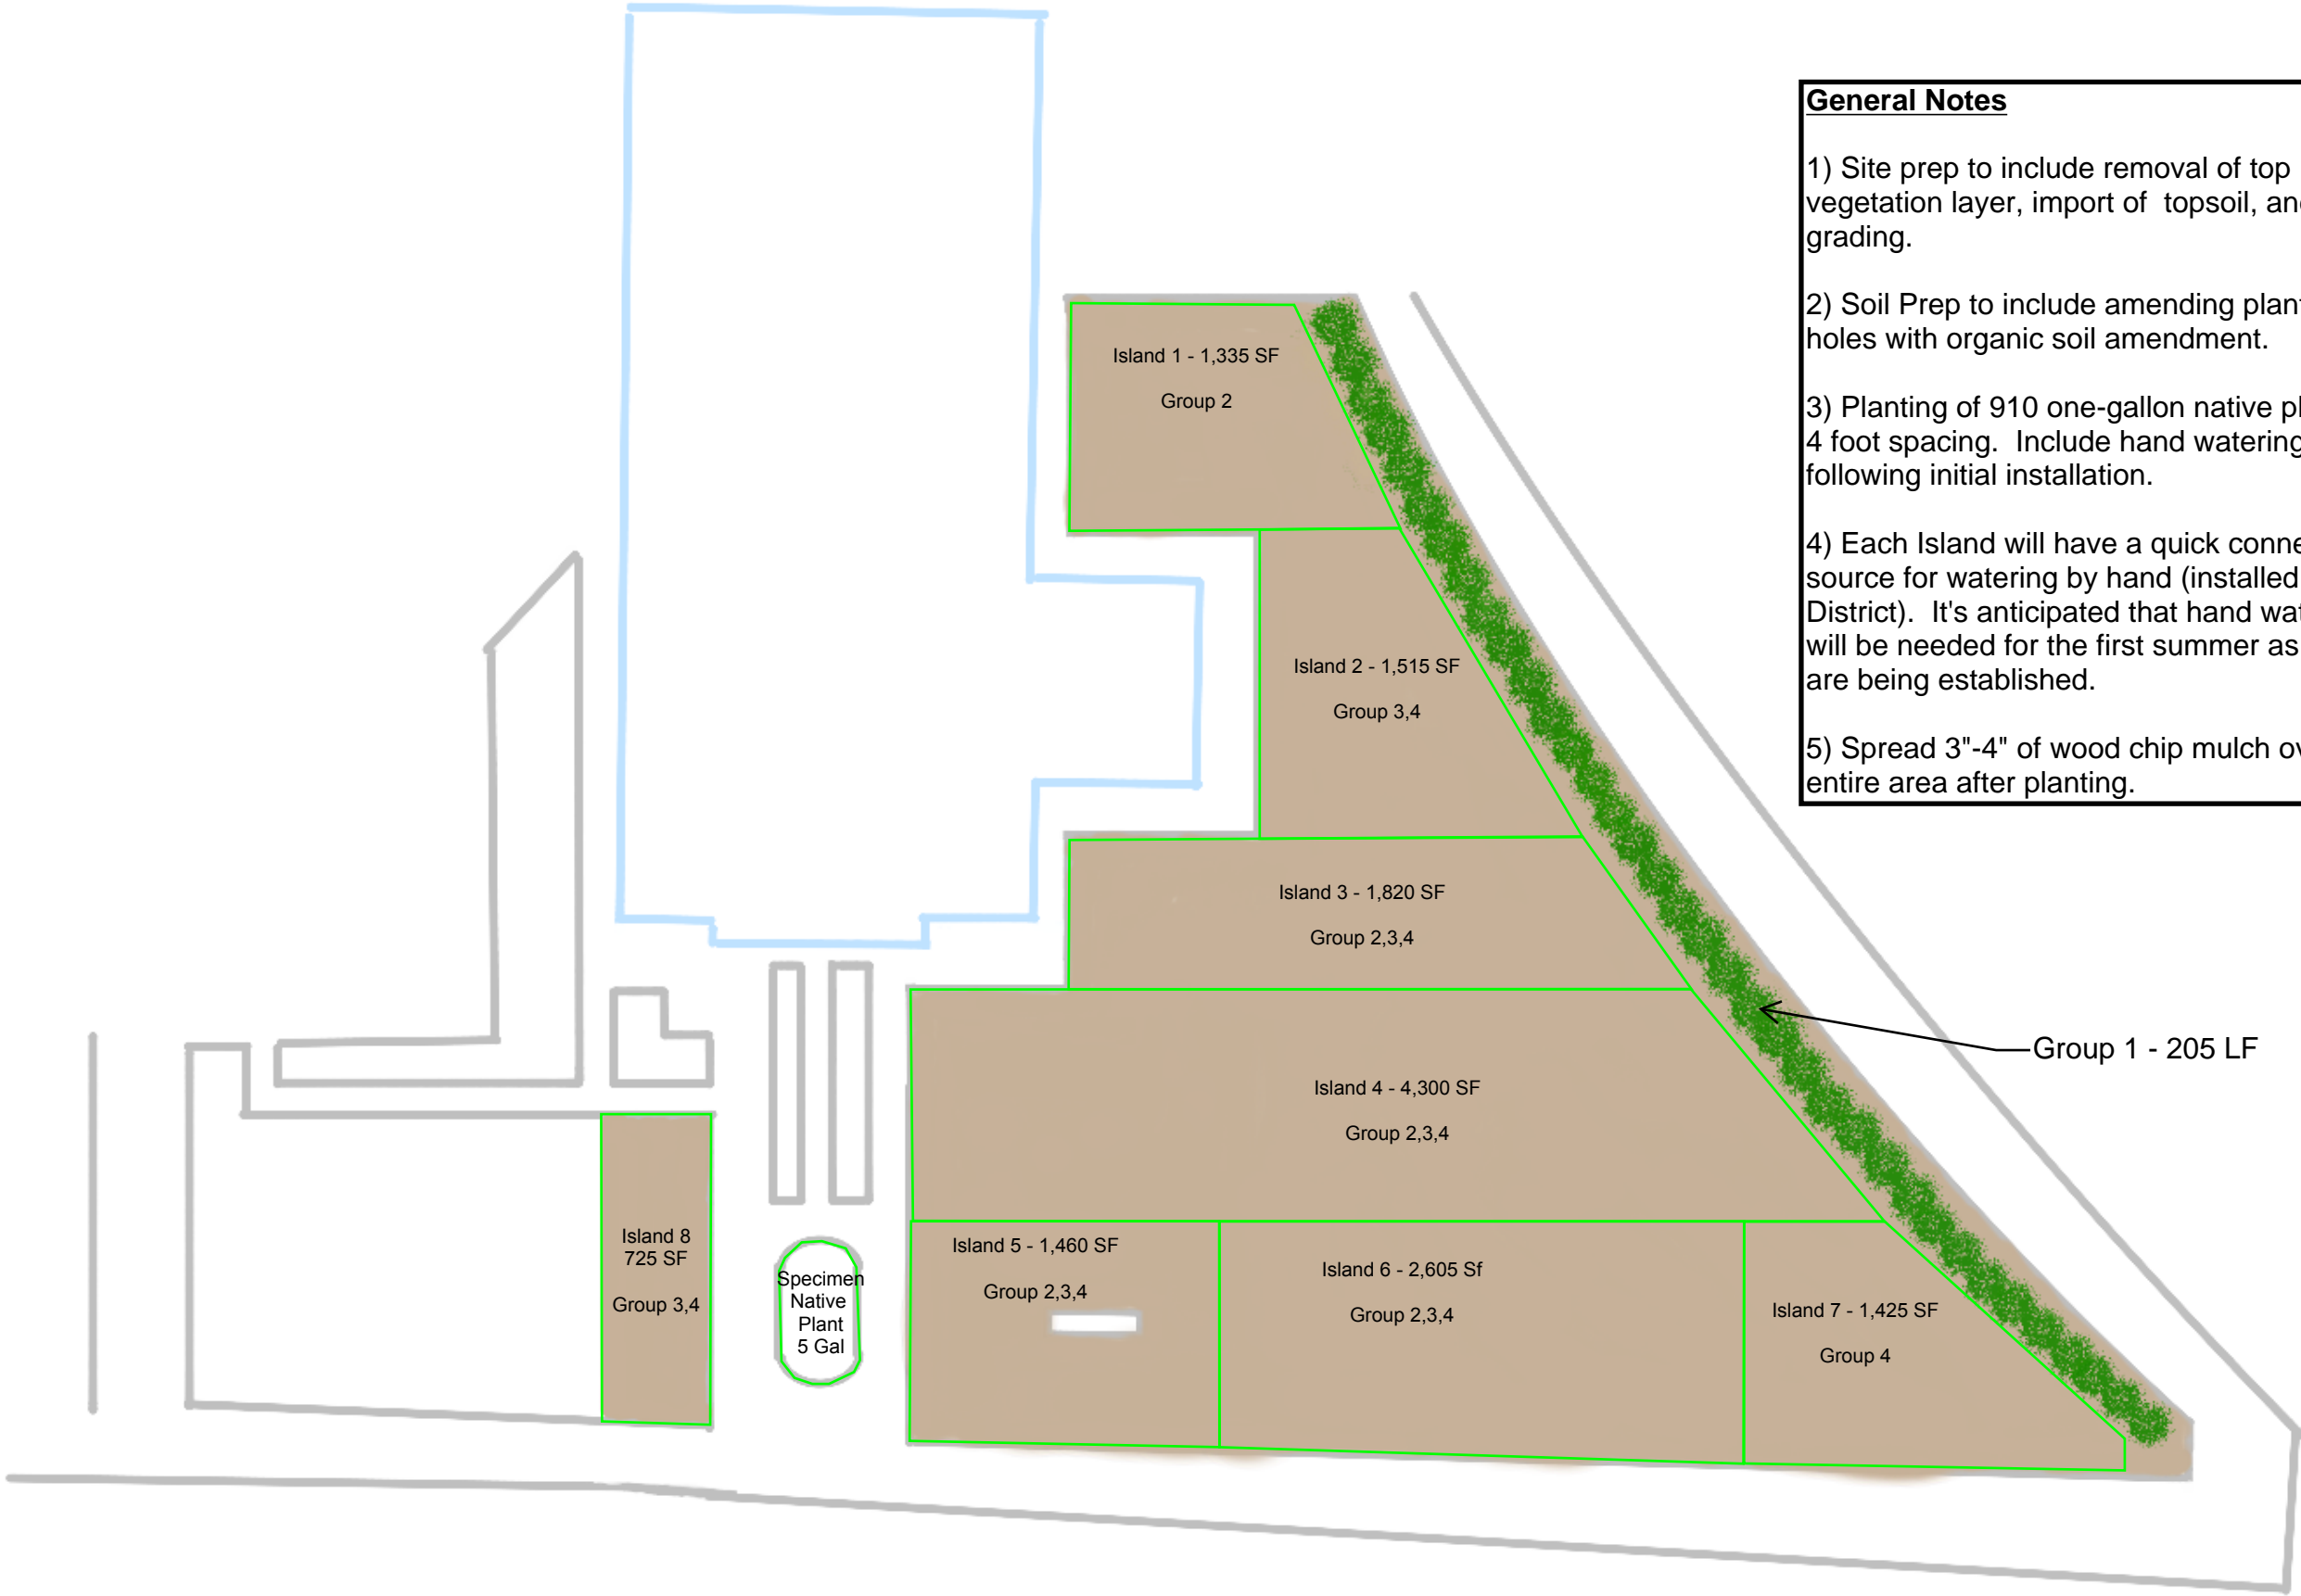 General Notes
1) Site prep to include removal of top
vegetation layer, import of topsoil, an
grading.
2) Soil Prep to include amending plan
holes with organic soil amendment.
3) Planting of 910 one-gallon native p
4 foot spacing. Include hand watering
following initial installation.
4) Each Island will have a quick conne
source for watering by hand (installed
District). It's anticipated that hand wa
will be needed for the first summer as
are being established.
5) Spread 3"-4" of wood chip mulch ov
entire area after planting.
Island 1 - 1,335 SF
Group 2
Island 2 - 1,515 SF
Group 3,4
Island 3 - 1,820 SF
Group 2,3,4
Group 1 - 205 LF
Island 4 - 4,300 SF
Group 2,3,4
Island 8
725 SF
Group 3,4
Specimen
Native
Plant
5 Gal
Island 5 - 1,460 SF
Group 2,3,4
Island 6 - 2,605 Sf
Group 2,3,4
Island 7 - 1,425 SF
Group 4